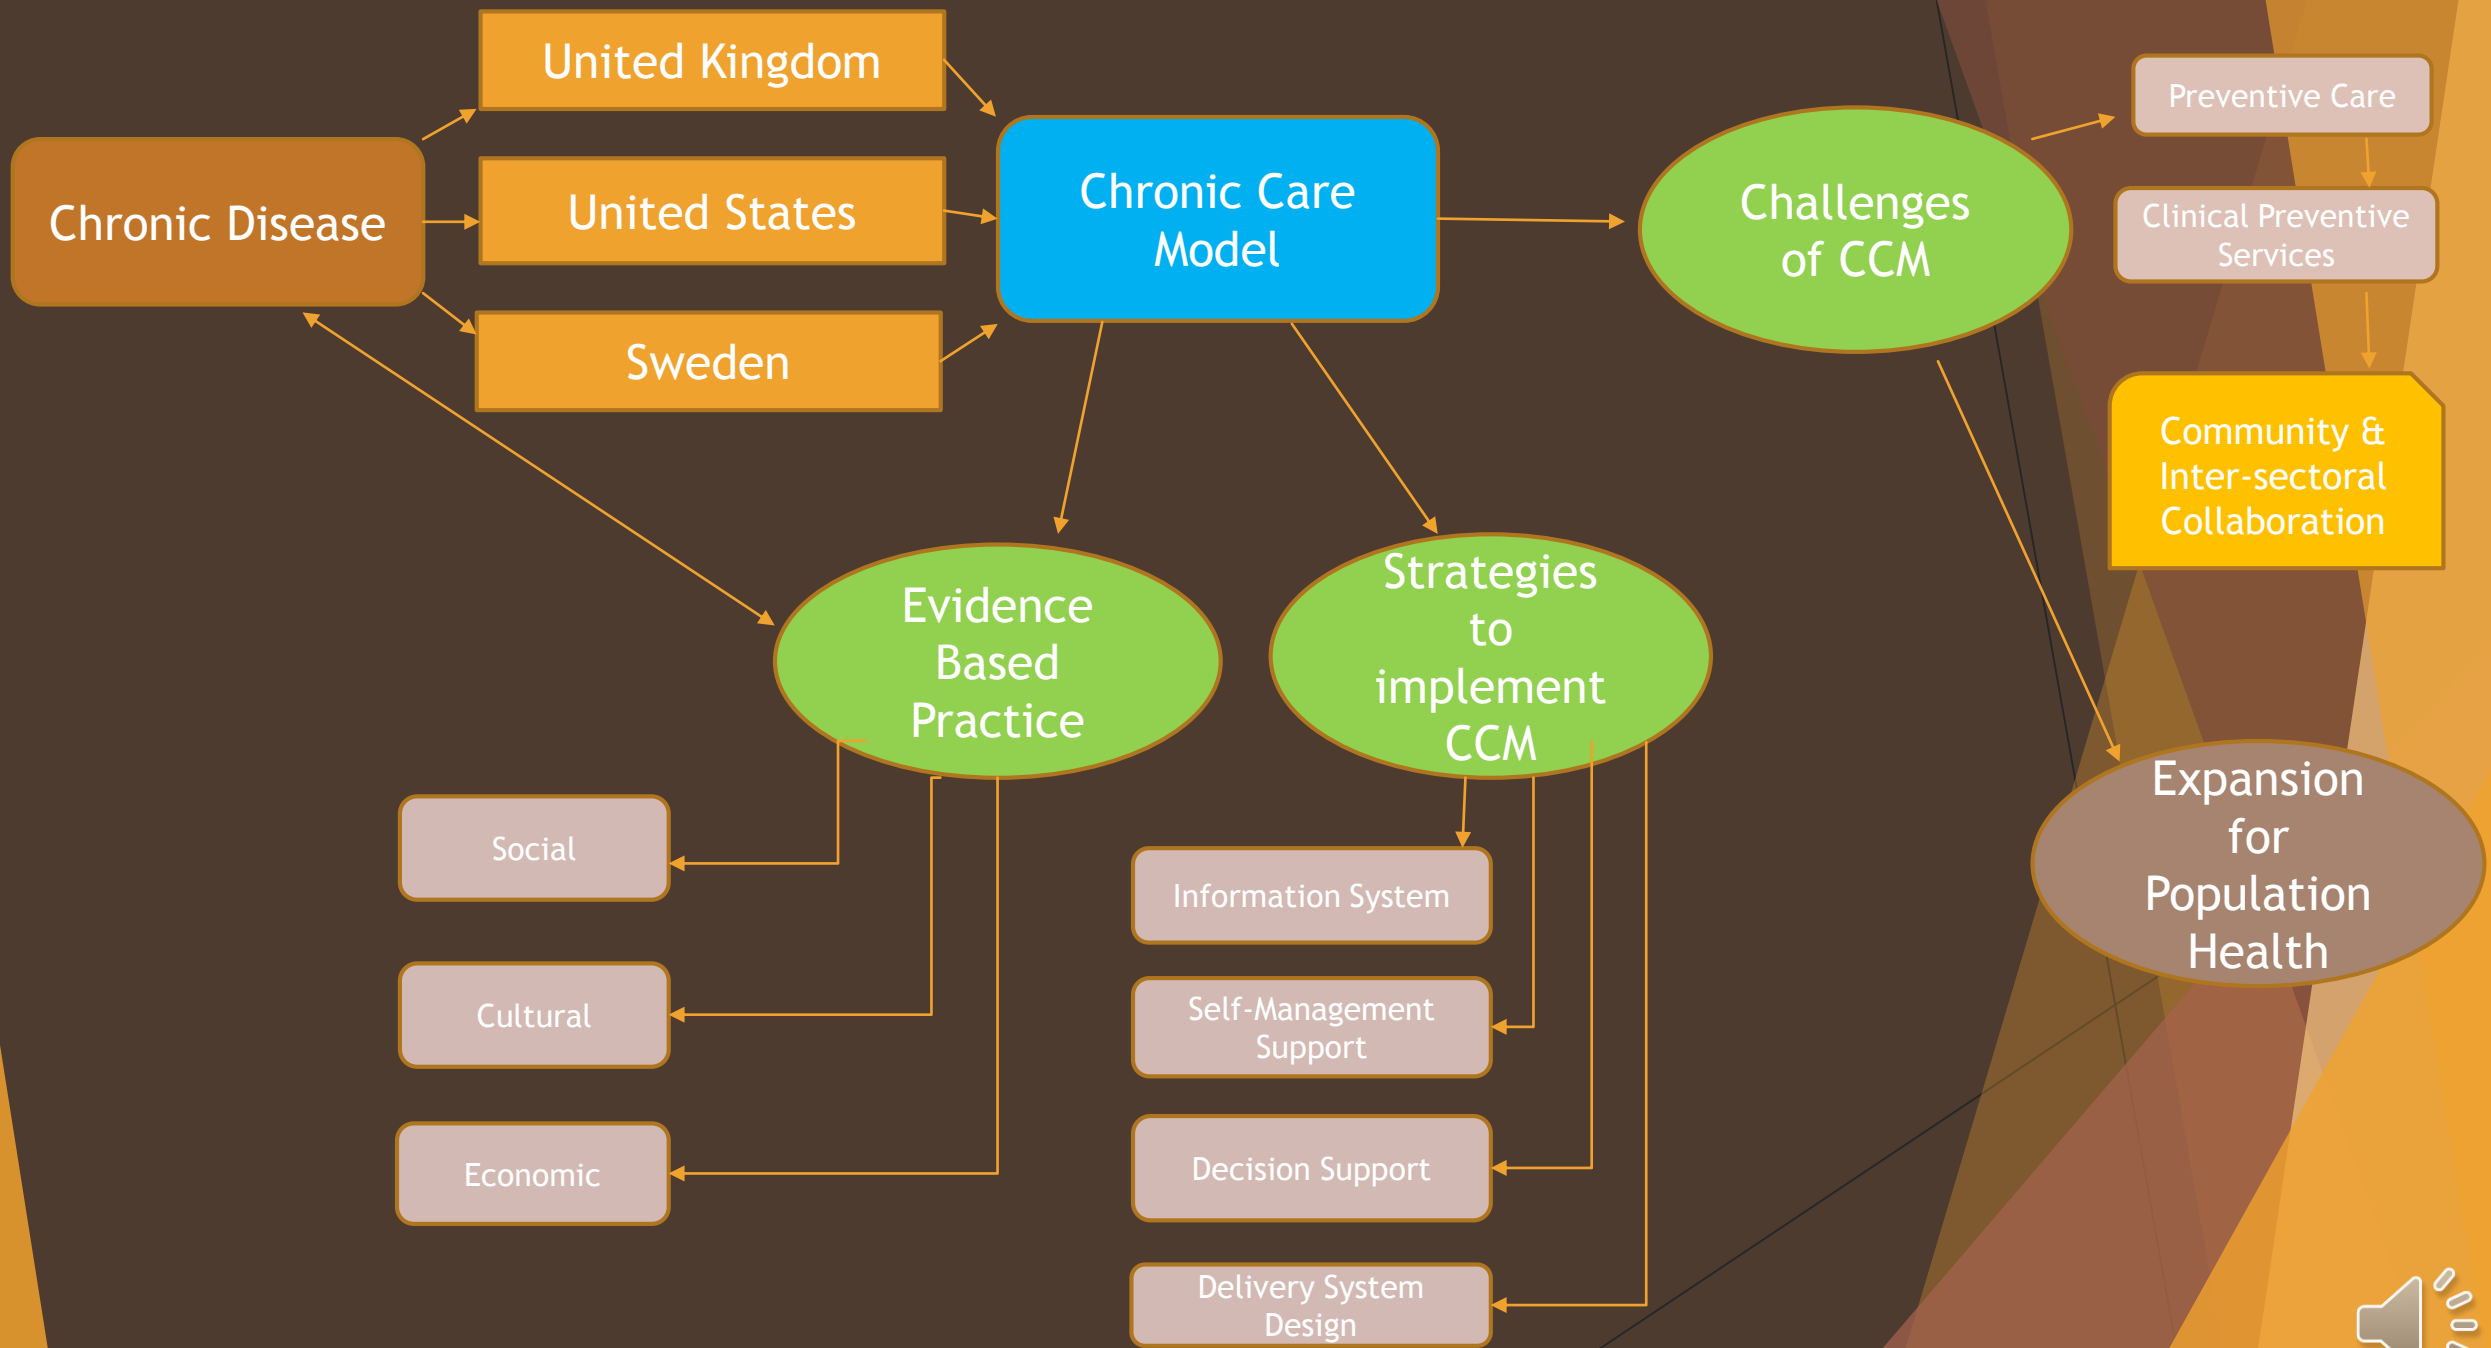 United Kingdom
Chronic Disease
United States
Sweden
Chronic Care
Model
Challenges
of CCM
Preventive Care
Clinical Preventive
Services
Community &
Inter-sectoral
Collaboration
Evidence
Based
Practice
Strategies
to
implement
CCM
Expansion
for
Population
Health
Social
Cultural
Economic
Information System
Self-Management
Support
Decision Support
Delivery System
Design